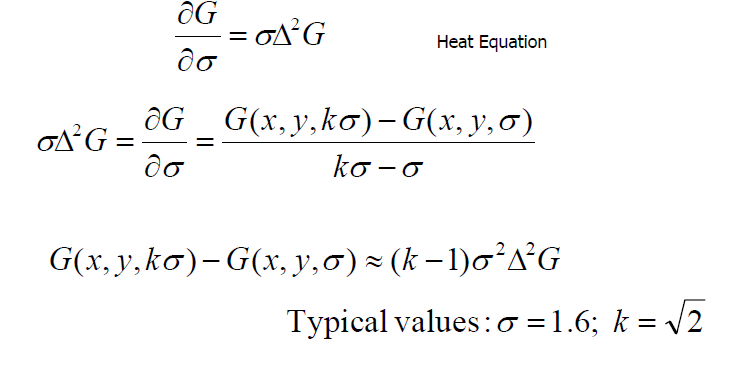 ∂G/∂σ = σΔ²G Heat Equation
σΔ²G = ∂G/∂σ = (G(x, y, kσ) − G(x, y, σ))/(kσ − σ)
G(x, y, kσ) − G(x, y, σ) ≈ (k − 1)σ²Δ²G
Typical values: σ = 1.6; k = √2